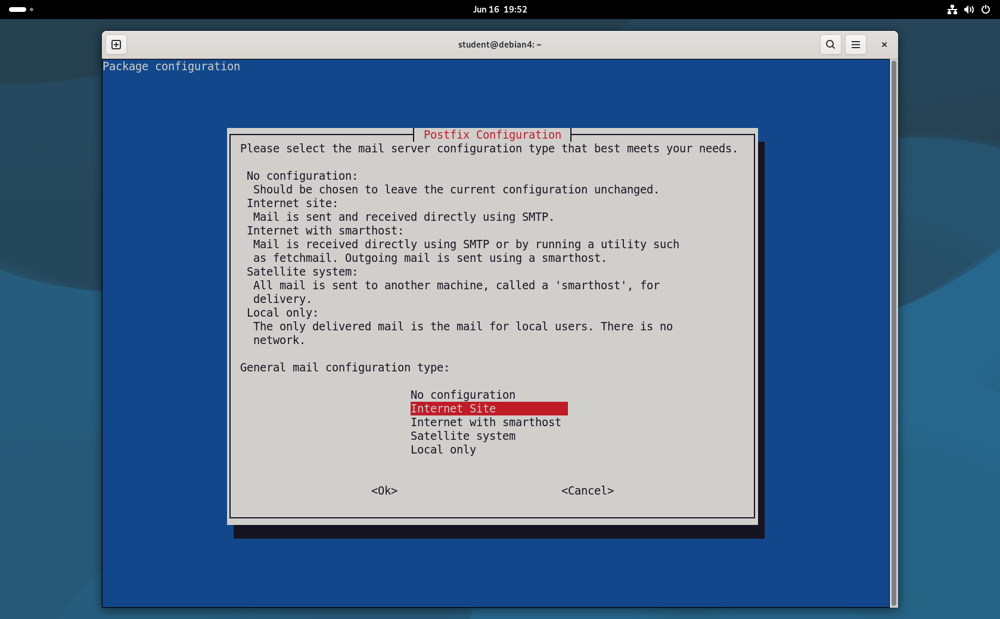 Jun 16 19:52
student@debian4: ~
Package configuration
Postfix Configuration
Please select the mail server configuration type that best meets your needs.
No configuration:
Should be chosen to leave the current configuration unchanged.
Internet site:
Mail is sent and received directly using SMTP.
Internet with smarthost:
Mail is received directly using SMTP or by running a utility such
as fetchmail. Outgoing mail is sent using a smarthost.
Satellite system:
All mail is sent to another machine, called a 'smarthost', for
delivery.
Local only:
The only delivered mail is the mail for local users. There is no
network.
General mail configuration type:
No configuration
Internet Site
Internet with smarthost
Satellite system
Local only
<Ok> <Cancel>